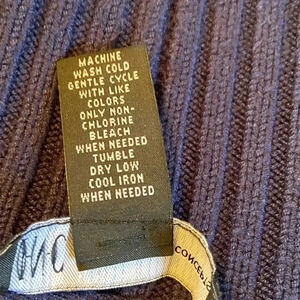 MACHINE
WASH COLD
GENTLE CYCLE
WITH LIKE
COLORS
ONLY NON-
CHLORINE
BLEACH
WHEN NEEDED
TUMBLE
DRY LOW
COOL IRON
WHEN NEEDED
INC